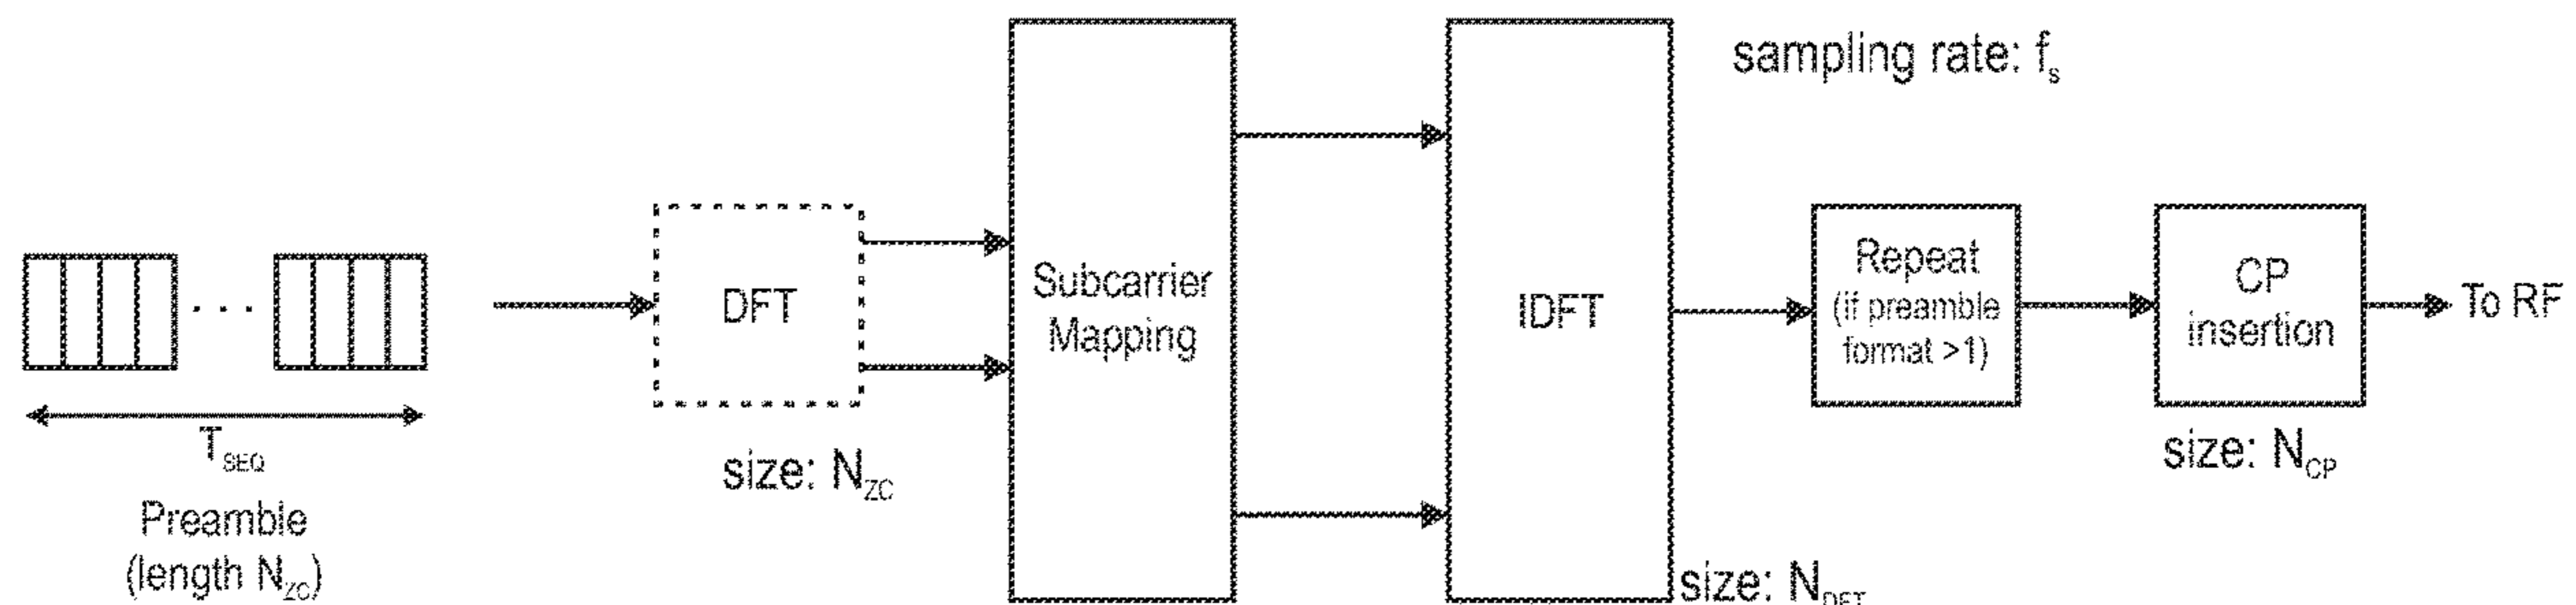 sampling rate: fs
Repeat
(if preamble
format >1)
CP
insertion
To RF
DFT
Subcarrier
Mapping
IDFT
TSEQ
size: NZC
size: NCP
Preamble
(length NZC)
size: NDFT